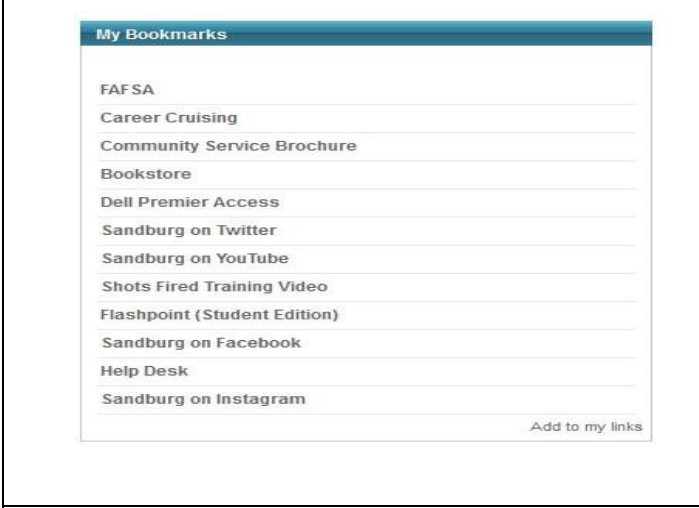 My Bookmarks
FAFSA
Career Cruising
Community Service Brochure
Bookstore
Dell Premier Access
Sandburg on Twitter
Sandburg on YouTube
Shots Fired Training Video
Flashpoint (Student Edition)
Sandburg on Facebook
Help Desk
Sandburg on Instagram
Add to my links